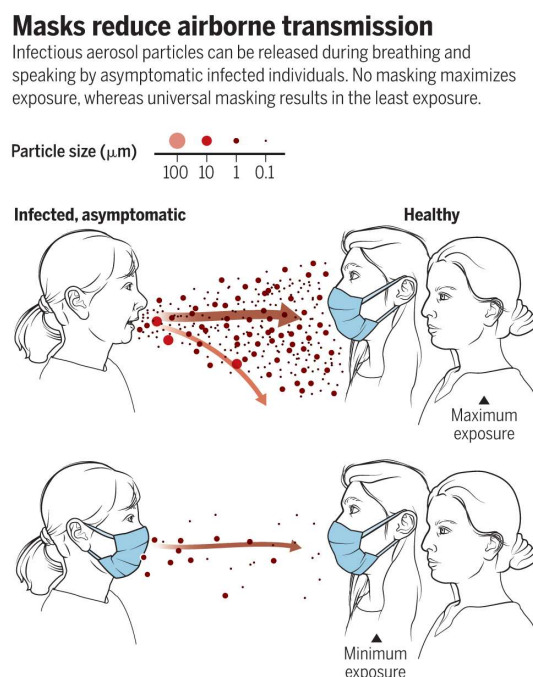 Masks reduce airborne transmission
Infectious aerosol particles can be released during breathing and
speaking by asymptomatic infected individuals. No masking maximizes
exposure, whereas universal masking results in the least exposure.
Particle size (μm)
100 10 1 0.1
Infected, asymptomatic
Healthy
Maximum
exposure
Minimum
exposure